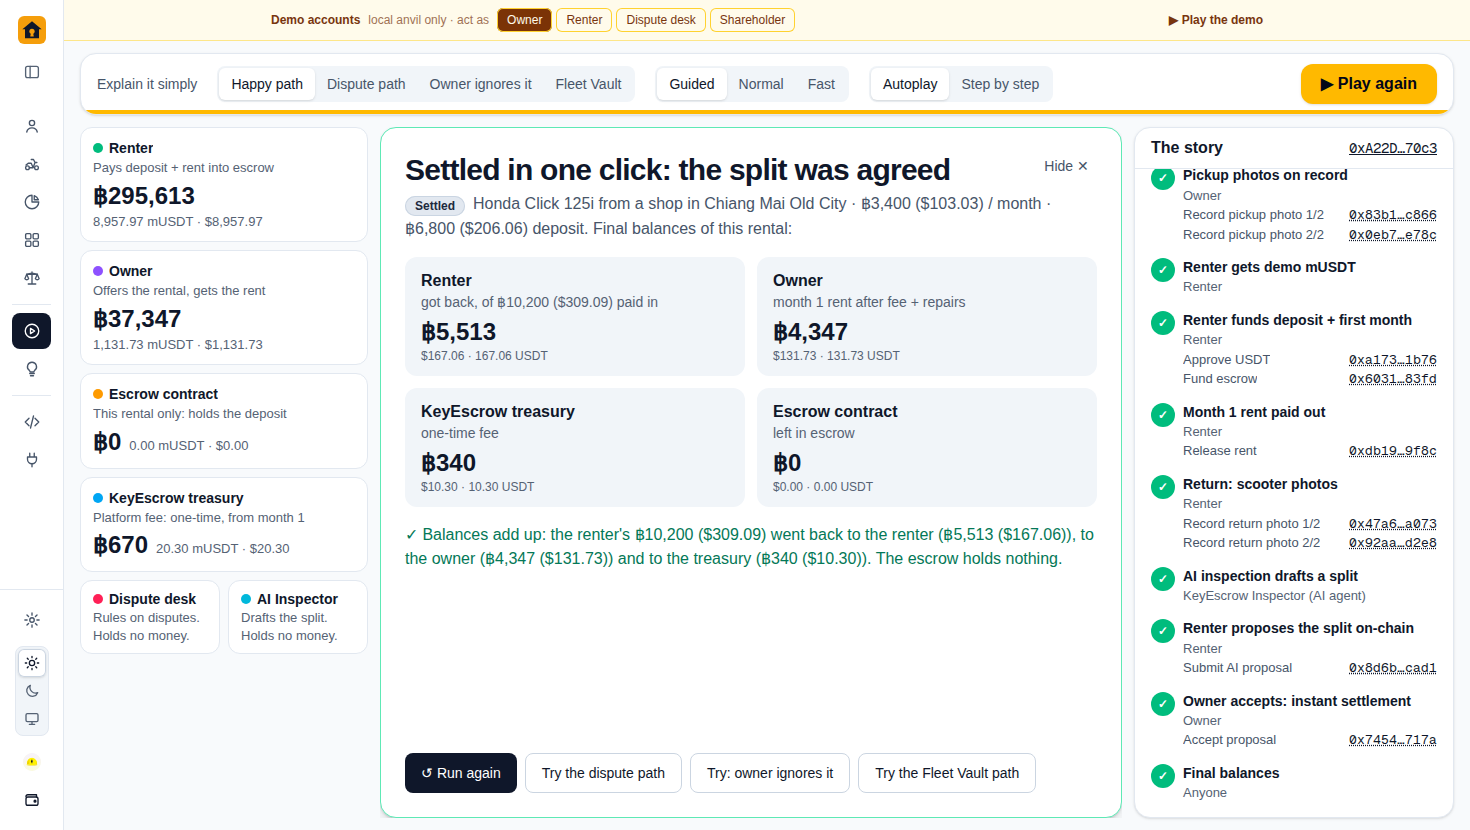 Demo accounts local anvil only · act as Owner Renter Dispute desk Shareholder ▶ Play the demo
Explain it simply Happy path Dispute path Owner ignores it Fleet Vault Guided Normal Fast Autoplay Step by step ▶ Play again
Renter
Pays deposit + rent into escrow
฿295,613
8,957.97 mUSDT · $8,957.97
Owner
Offers the rental, gets the rent
฿37,347
1,131.73 mUSDT · $1,131.73
Escrow contract
This rental only: holds the deposit
฿0 0.00 mUSDT · $0.00
KeyEscrow treasury
Platform fee: one-time, from month 1
฿670 20.30 mUSDT · $20.30
Dispute desk
Rules on disputes.
Holds no money.
AI Inspector
Drafts the split.
Holds no money.
Settled in one click: the split was agreed
Hide ✕
Settled Honda Click 125i from a shop in Chiang Mai Old City · ฿3,400 ($103.03) / month ·
฿6,800 ($206.06) deposit. Final balances of this rental:
Renter
got back, of ฿10,200 ($309.09) paid in
฿5,513
$167.06 · 167.06 USDT
Owner
month 1 rent after fee + repairs
฿4,347
$131.73 · 131.73 USDT
KeyEscrow treasury
one-time fee
฿340
$10.30 · 10.30 USDT
Escrow contract
left in escrow
฿0
$0.00 · 0.00 USDT
✓ Balances add up: the renter's ฿10,200 ($309.09) went back to the renter (฿5,513 ($167.06)), to
the owner (฿4,347 ($131.73)) and to the treasury (฿340 ($10.30)). The escrow holds nothing.
↺ Run again Try the dispute path Try: owner ignores it Try the Fleet Vault path
The story 0xA22D…70c3
Pickup photos on record
Owner
Record pickup photo 1/2 0x83b1…c866
Record pickup photo 2/2 0x0eb7…e78c
Renter gets demo mUSDT
Renter
Renter funds deposit + first month
Renter
Approve USDT 0xa173…1b76
Fund escrow 0x6031…83fd
Month 1 rent paid out
Renter
Release rent 0xdb19…9f8c
Return: scooter photos
Renter
Record return photo 1/2 0x47a6…a073
Record return photo 2/2 0x92aa…d2e8
AI inspection drafts a split
KeyEscrow Inspector (AI agent)
Renter proposes the split on-chain
Renter
Submit AI proposal 0x8d6b…cad1
Owner accepts: instant settlement
Owner
Accept proposal 0x7454…717a
Final balances
Anyone